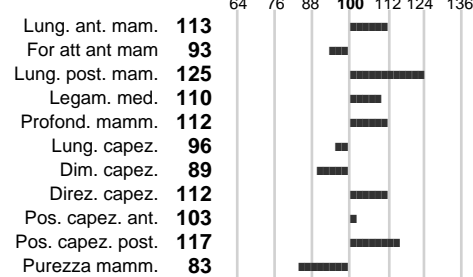 64 76 88 100 112 124 136
Lung. ant. mam. 113
For att ant mam 93
Lung. post. mam. 125
Legam. med. 110
Profond. mamm. 112
Lung. capez. 96
Dim. capez. 89
Direz. capez. 112
Pos. capez. ant. 103
Pos. capez. post. 117
Purezza mamm. 83